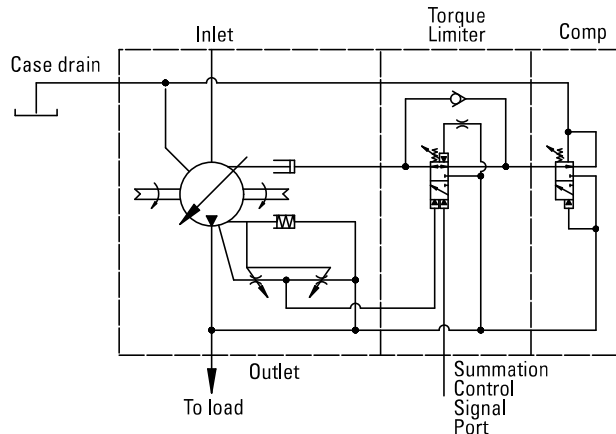 Inlet
Torque
Limiter
Comp
Case drain
Outlet
To load
Summation
Control
Signal
Port